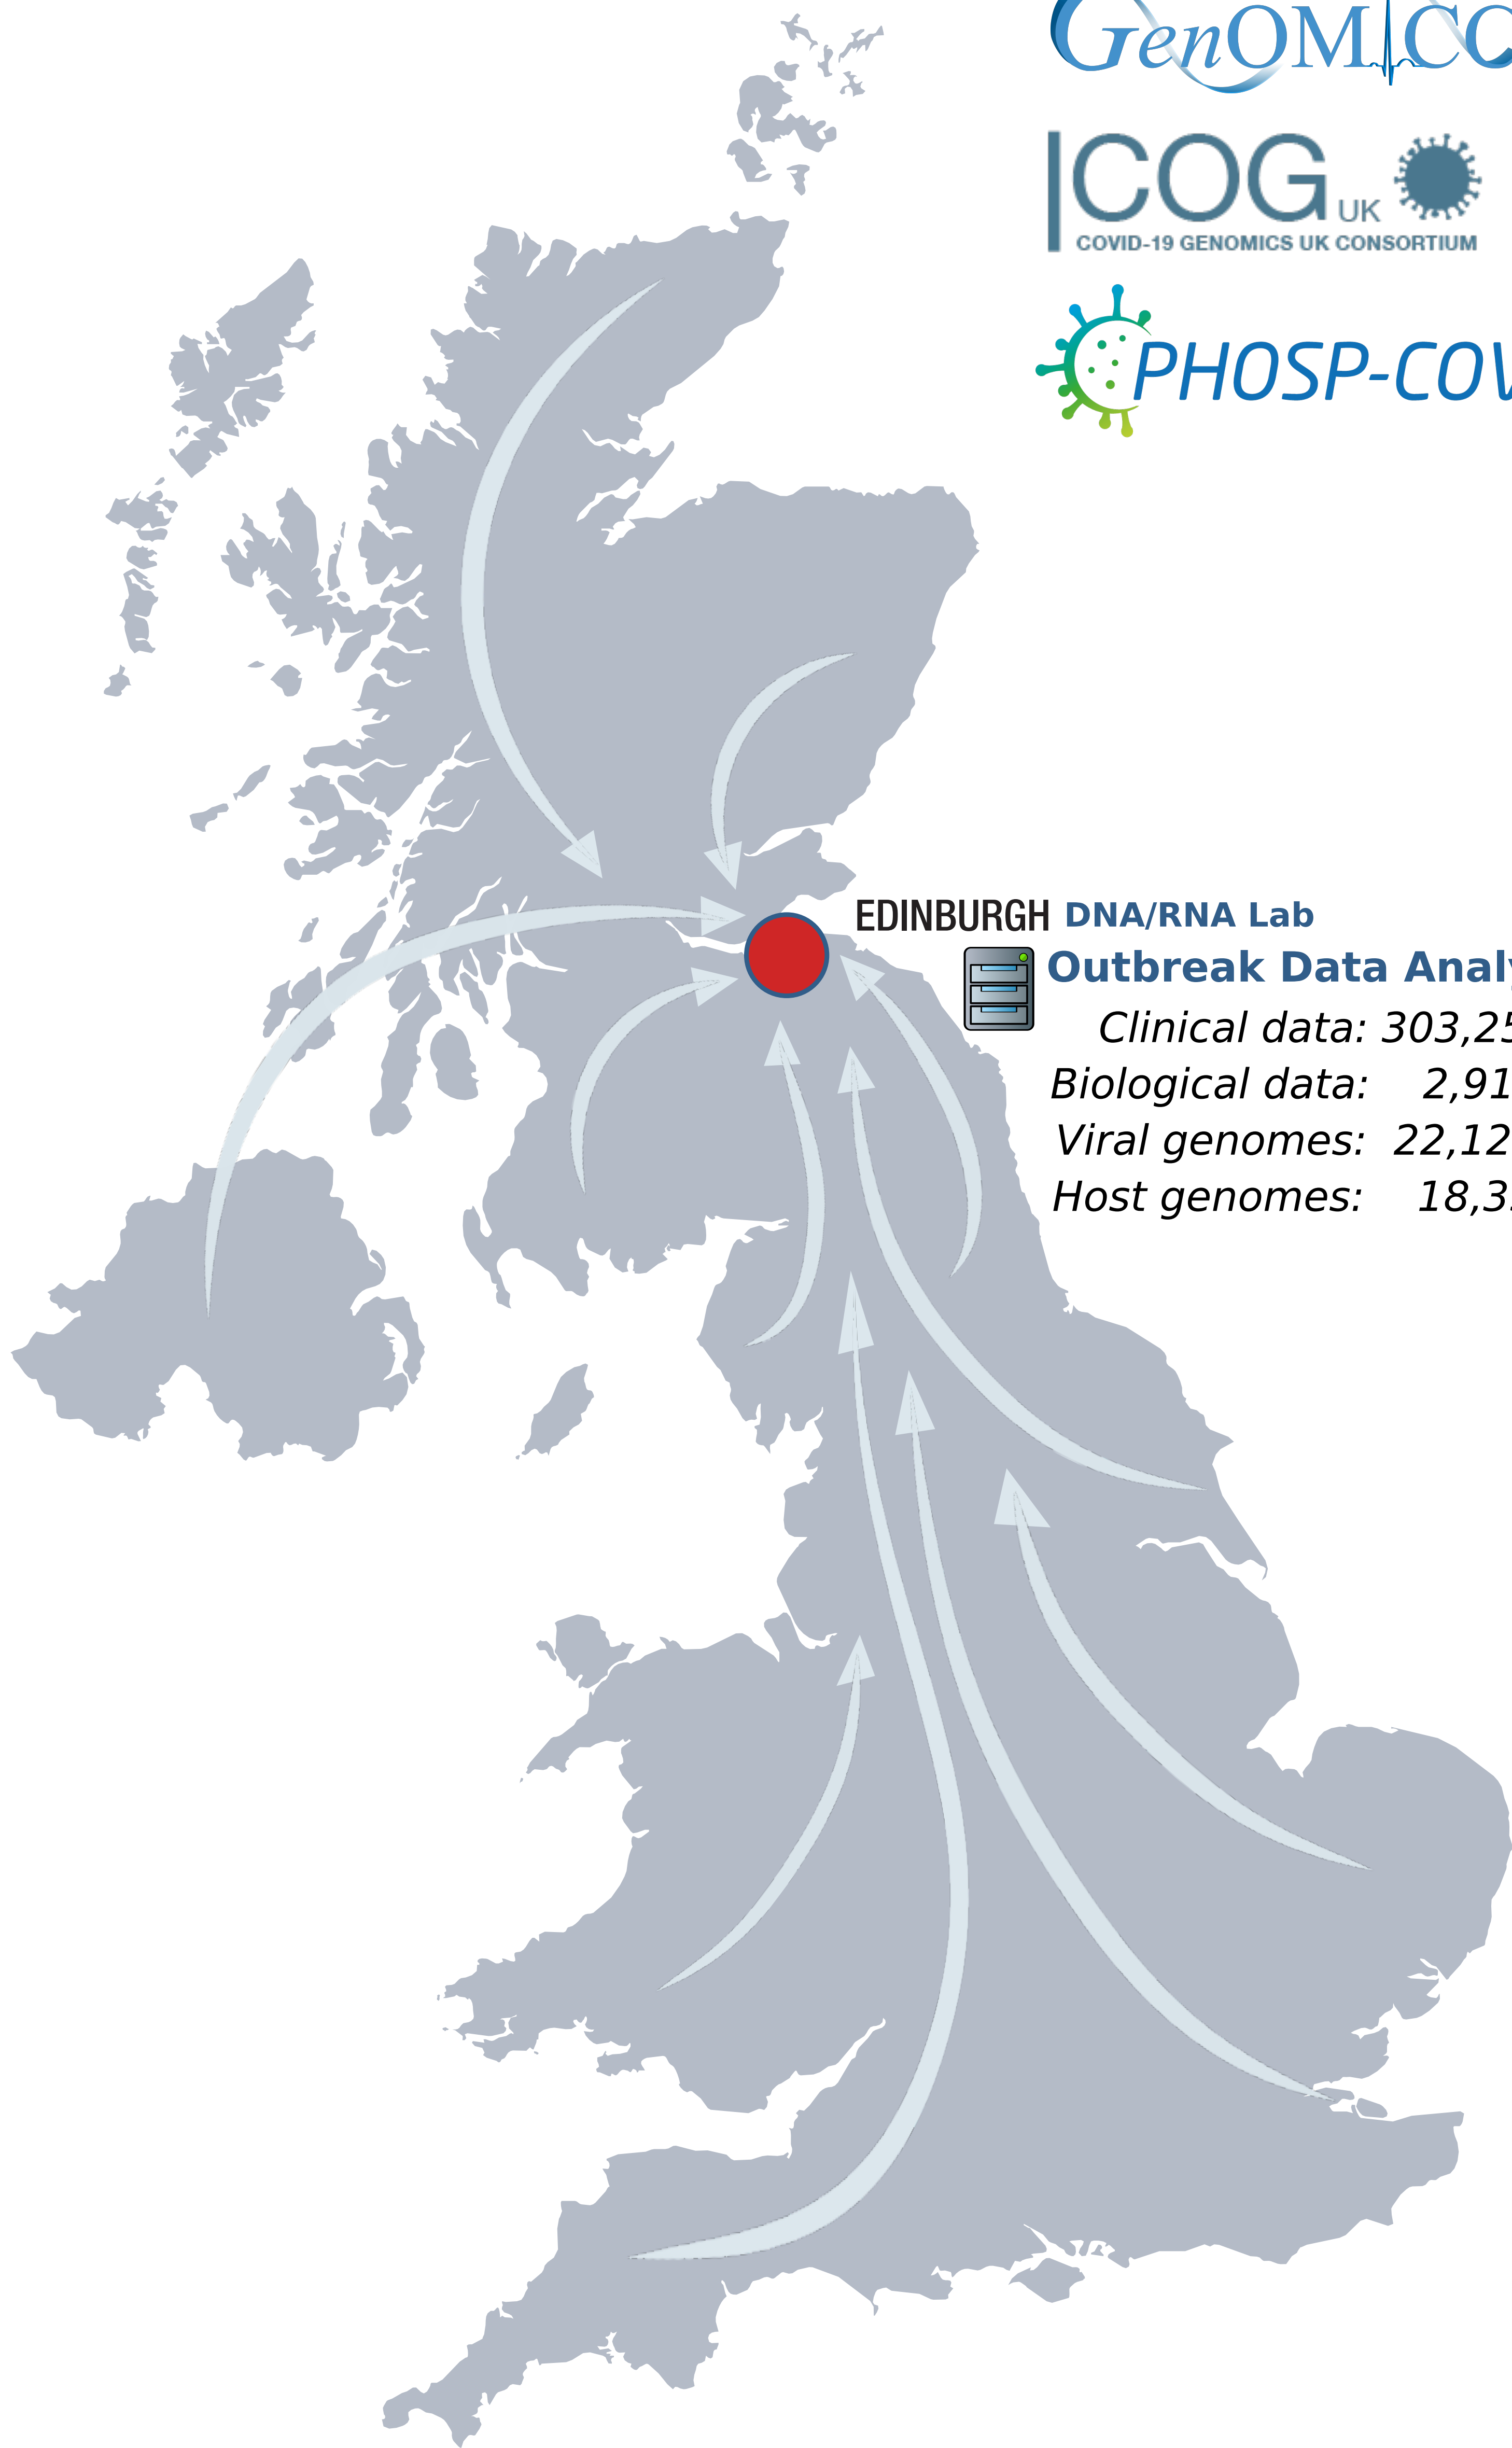 GenOMICC
COG UK
COVID-19 GENOMICS UK CONSORTIUM
PHOSP-COV
EDINBURGH DNA/RNA Lab
Outbreak Data Analy
Clinical data: 303,25
Biological data: 2,91
Viral genomes: 22,12
Host genomes: 18,3